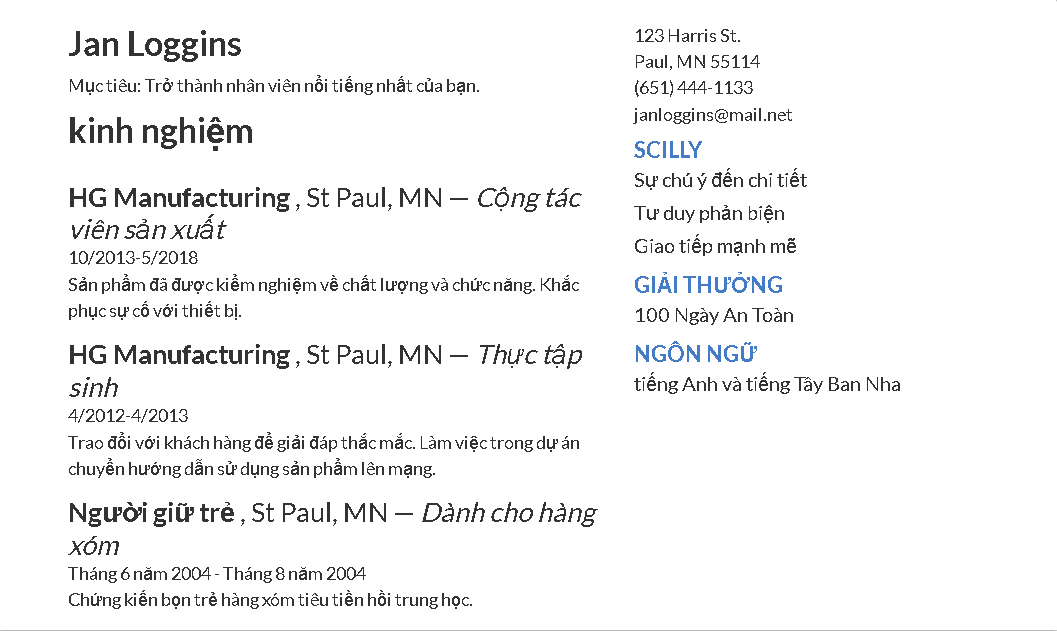 Jan Loggins
Mục tiêu: Trở thành nhân viên nổi tiếng nhất của bạn.
kinh nghiệm
HG Manufacturing , St Paul, MN — Cộng tác
viên sản xuất
10/2013-5/2018
Sản phẩm đã được kiểm nghiệm về chất lượng và chức năng. Khắc
phục sự cố với thiết bị.
HG Manufacturing , St Paul, MN — Thực tập
sinh
4/2012-4/2013
Trao đổi với khách hàng để giải đáp thắc mắc. Làm việc trong dự án
chuyển hướng dẫn sử dụng sản phẩm lên mạng.
Người giữ trẻ , St Paul, MN — Dành cho hàng
xóm
Tháng 6 năm 2004 - Tháng 8 năm 2004
Chứng kiến bọn trẻ hàng xóm tiêu tiền hồi trung học.
123 Harris St.
Paul, MN 55114
(651) 444-1133
janloggins@mail.net
SCILLY
Sự chú ý đến chi tiết
Tư duy phản biện
Giao tiếp mạnh mẽ
GIẢI THƯỞNG
100 Ngày An Toàn
NGÔN NGỮ
tiếng Anh và tiếng Tây Ban Nha